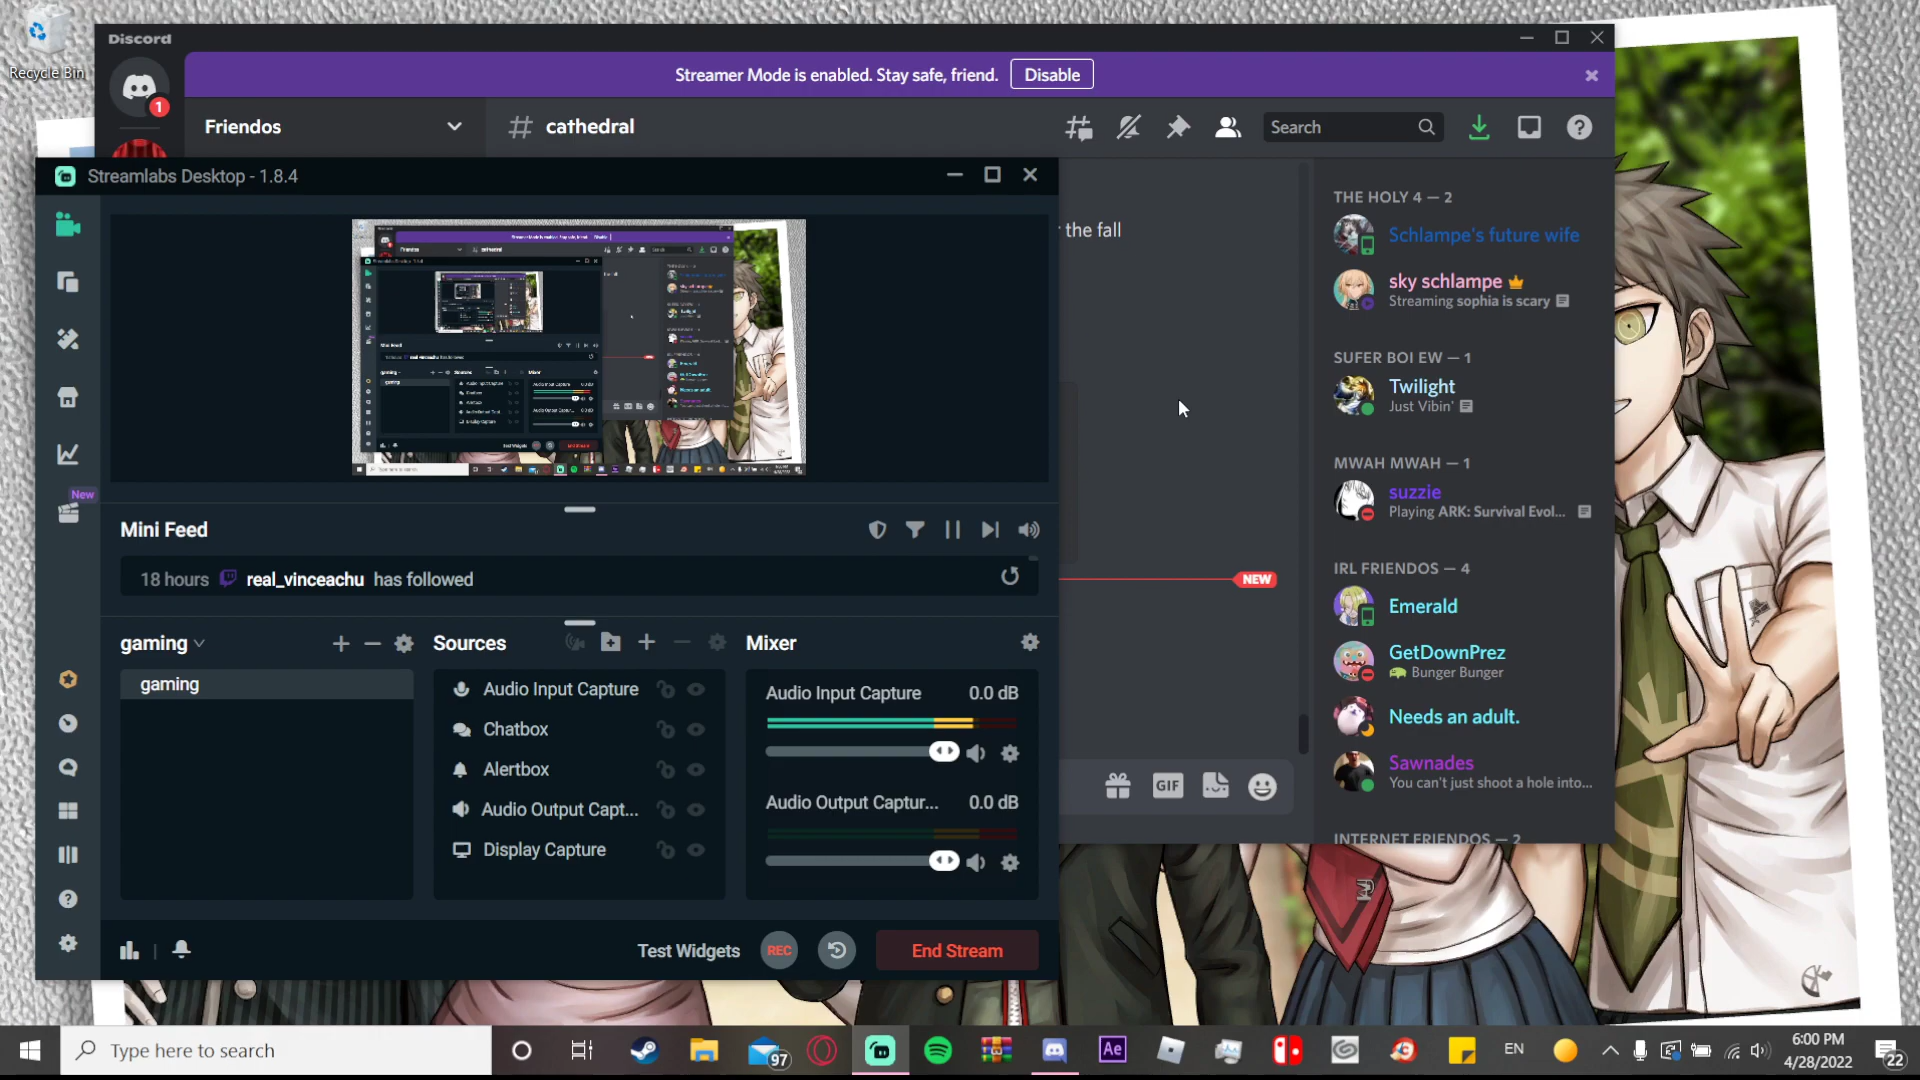 Recycle Bin
Discord
1
Streamer Mode is enabled. Stay safe, friend.
Disable
Friendos
cathedral
Search
Streamlabs Desktop - 1.8.4
the fall
THE HOLY 4 — 2
Schlampe's future wife
sky schlampe
Streaming sophia is scary
SUFER BOI EW — 1
Twilight
Just Vibin'
MWAH MWAH — 1
suzzie
Playing ARK: Survival Evol...
New
Mini Feed
18 hours real_vinceachu has followed
NEW
IRL FRIENDOS — 4
Emerald
GetDownPrez
Bunger Bunger
Needs an adult.
Sawnades
You can't just shoot a hole into...
INTERNET FRIENDOS — 2
gaming
gaming
Sources
Audio Input Capture
Chatbox
Alertbox
Audio Output Capt...
Display Capture
Mixer
Audio Input Capture 0.0 dB
Audio Output Captur... 0.0 dB
GIF
Test Widgets
REC
End Stream
Type here to search
97
Ae
EN
6:00 PM
4/28/2022
22